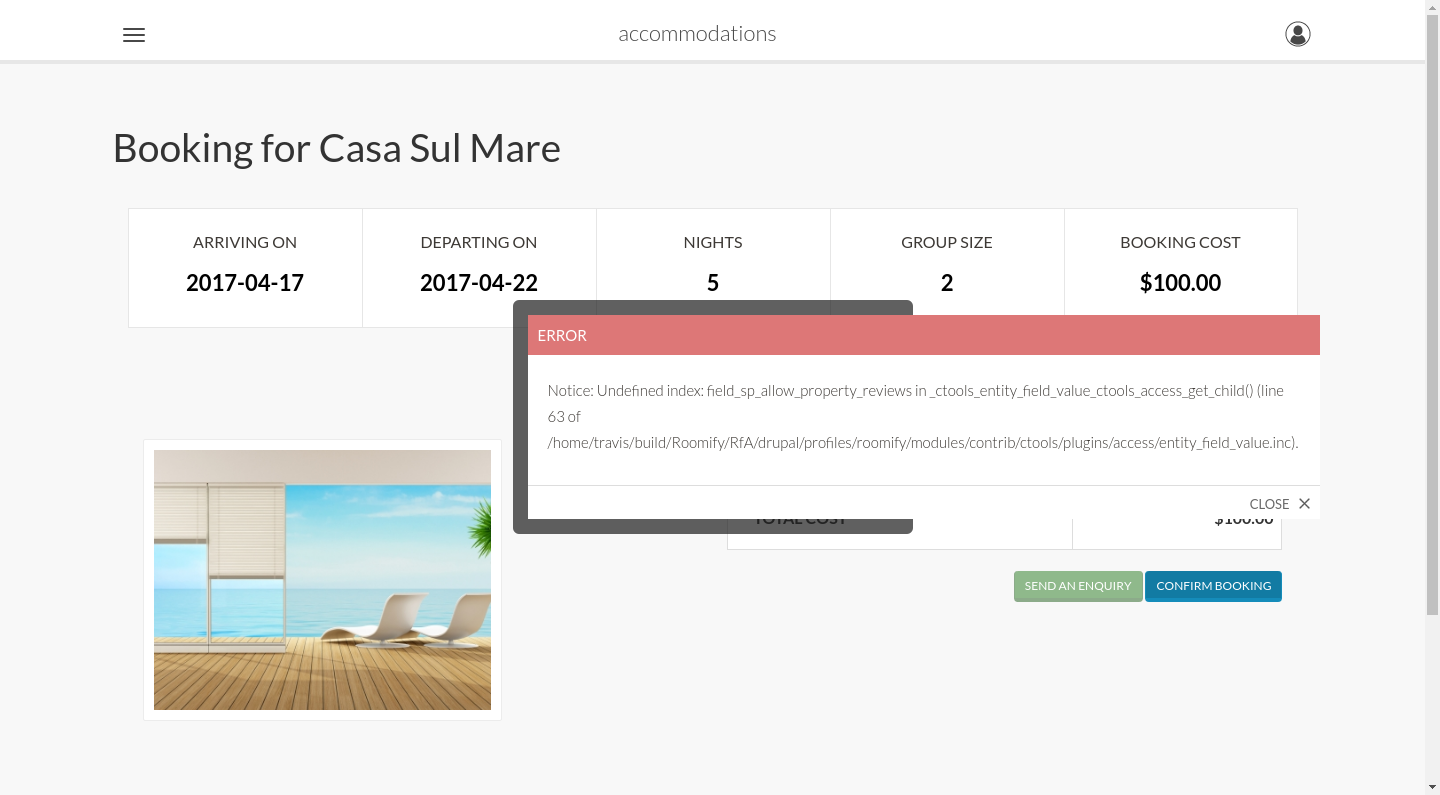 accommodations
Booking for Casa Sul Mare
ARRIVING ON
2017-04-17
DEPARTING ON
2017-04-22
NIGHTS
5
GROUP SIZE
2
BOOKING COST
$100.00
ERROR
Notice: Undefined index: field_sp_allow_property_reviews in _ctools_entity_field_value_ctools_access_get_child() (line
63 of
/home/travis/build/Roomify/RfA/drupal/profiles/roomify/modules/contrib/ctools/plugins/access/entity_field_value.inc).
CLOSE
TOTAL COST
$100.00
SEND AN ENQUIRY
CONFIRM BOOKING